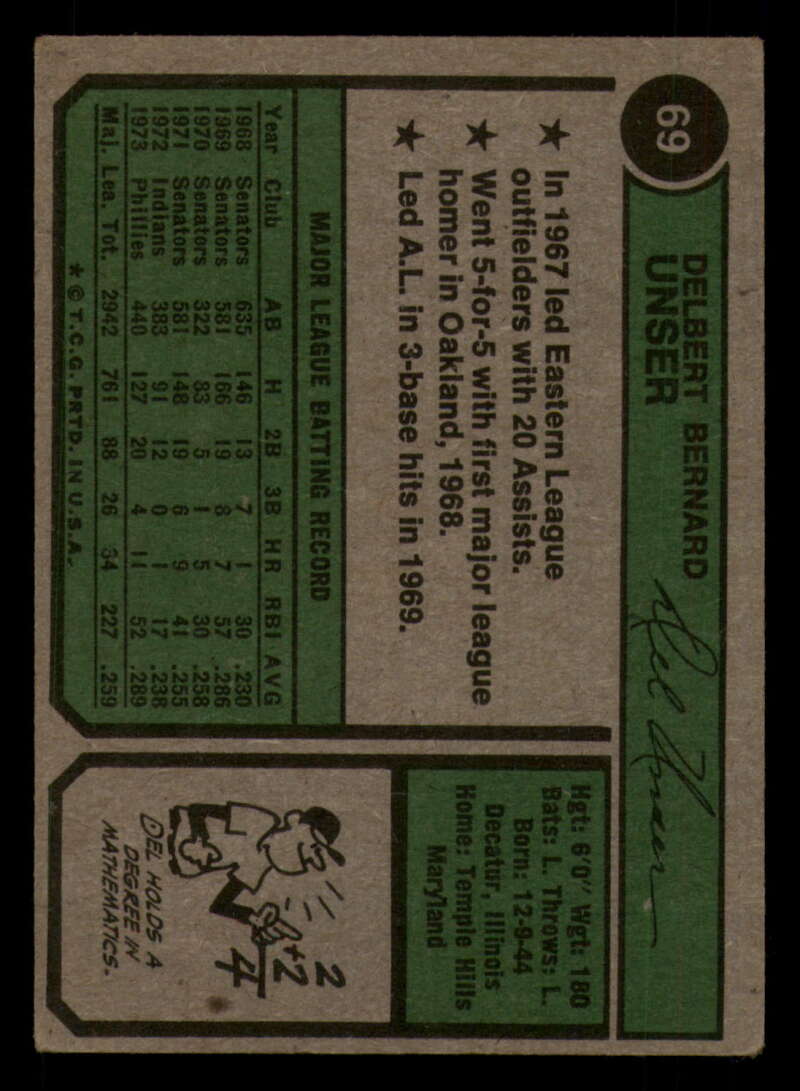 69
DELBERT BERNARD
UNSER
Del Unser
★ In 1967 led Eastern League
outfielders with 20 Assists.
★ Went 5-for-5 with first major league
homer in Oakland, 1968.
★ Led A.L. in 3-base hits in 1969.
MAJOR LEAGUE BATTING RECORD
Year Club AB H 2B 3B HR RBI AVG
1968 Senators 635 146 13 7 1 30 .230
1969 Senators 581 166 19 8 7 57 .286
1970 Senators 322 83 5 1 5 30 .258
1971 Senators 581 148 19 6 9 41 .255
1972 Indians 383 91 12 0 1 17 .238
1973 Phillies 440 127 20 4 11 52 .289
Maj. Lea. Tot. 2942 761 88 26 34 227 .259
★ © T.C.G. PRTD. IN U.S.A.
Hgt: 6'0" Wgt: 180
Bats: L. Throws: L.
Born: 12-9-44
Decatur, Illinois
Home: Temple Hills
Maryland
2
+2
4
DEL HOLDS A
DEGREE IN
MATHEMATICS.